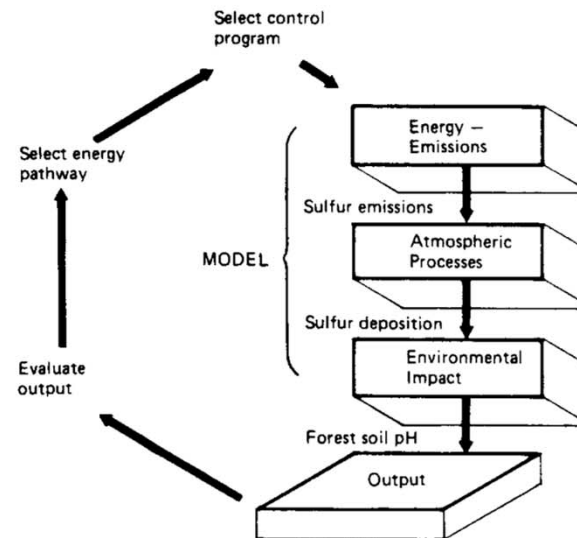 Select control
program
Energy —
Emissions
Select energy
pathway
Sulfur emissions
MODEL
Atmospheric
Processes
Sulfur deposition
Evaluate
output
Environmental
Impact
Forest soil pH
Output